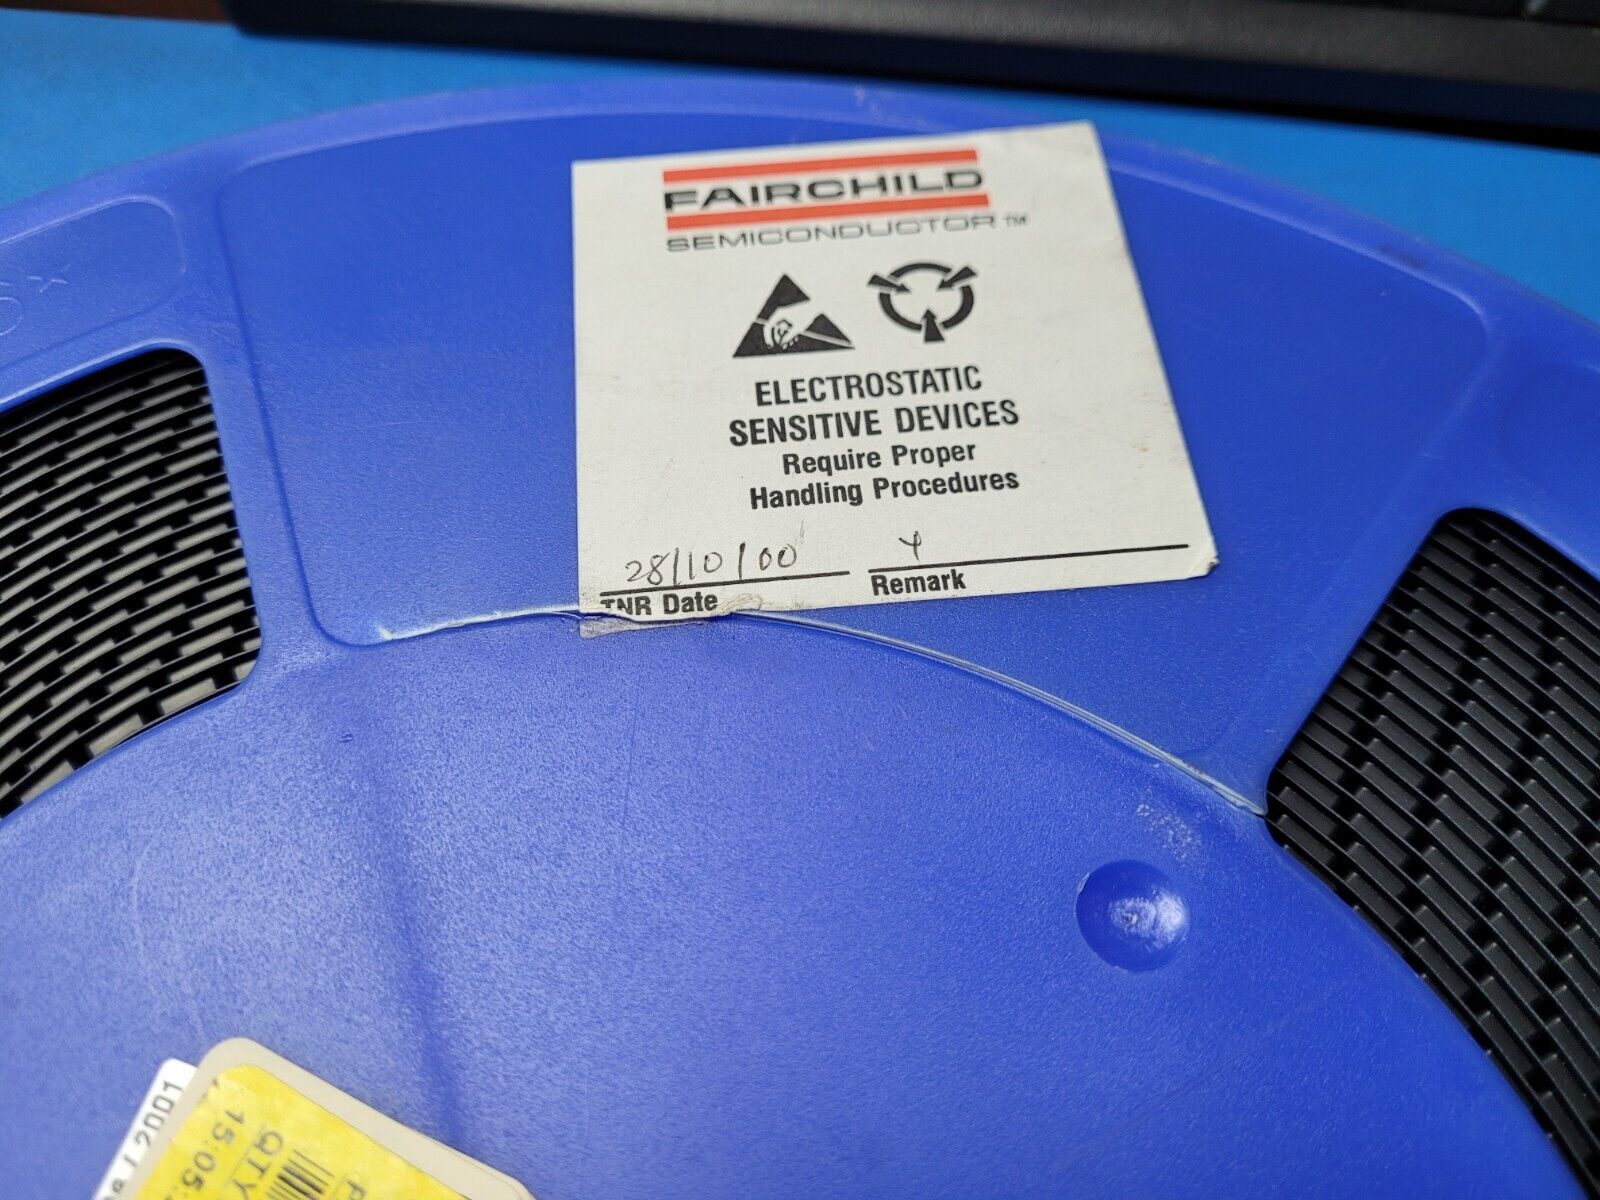 FAIRCHILD
SEMICONDUCTOR™
ELECTROSTATIC
SENSITIVE DEVICES
Require Proper
Handling Procedures
28/10/00
TNR Date
Remark
2001
15:05
QTY